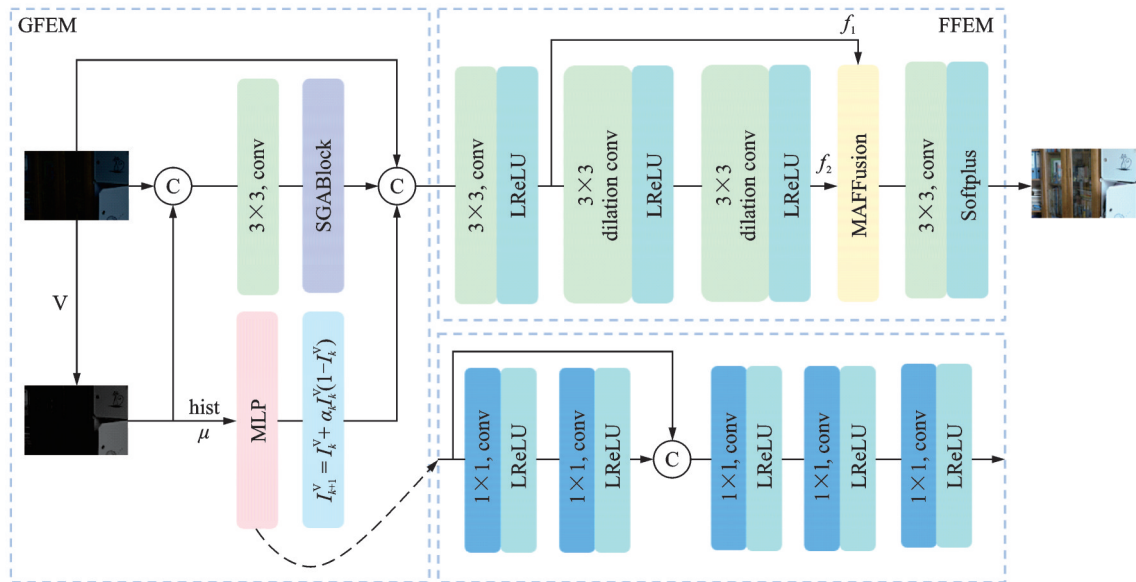 GFEM
FFEM
f₁
C
3×3, conv
SGABlock
C
3×3, conv
LReLU
3×3
dilation conv
LReLU
3×3
dilation conv
LReLU
f₂
MAFFusion
3×3, conv
Softplus
V
hist
μ
MLP
I^V_{k+1} = I^V_k + α_k I^V_k (1−I^V_k)
1×1, conv
LReLU
1×1, conv
LReLU
C
1×1, conv
LReLU
1×1, conv
LReLU
1×1, conv
LReLU